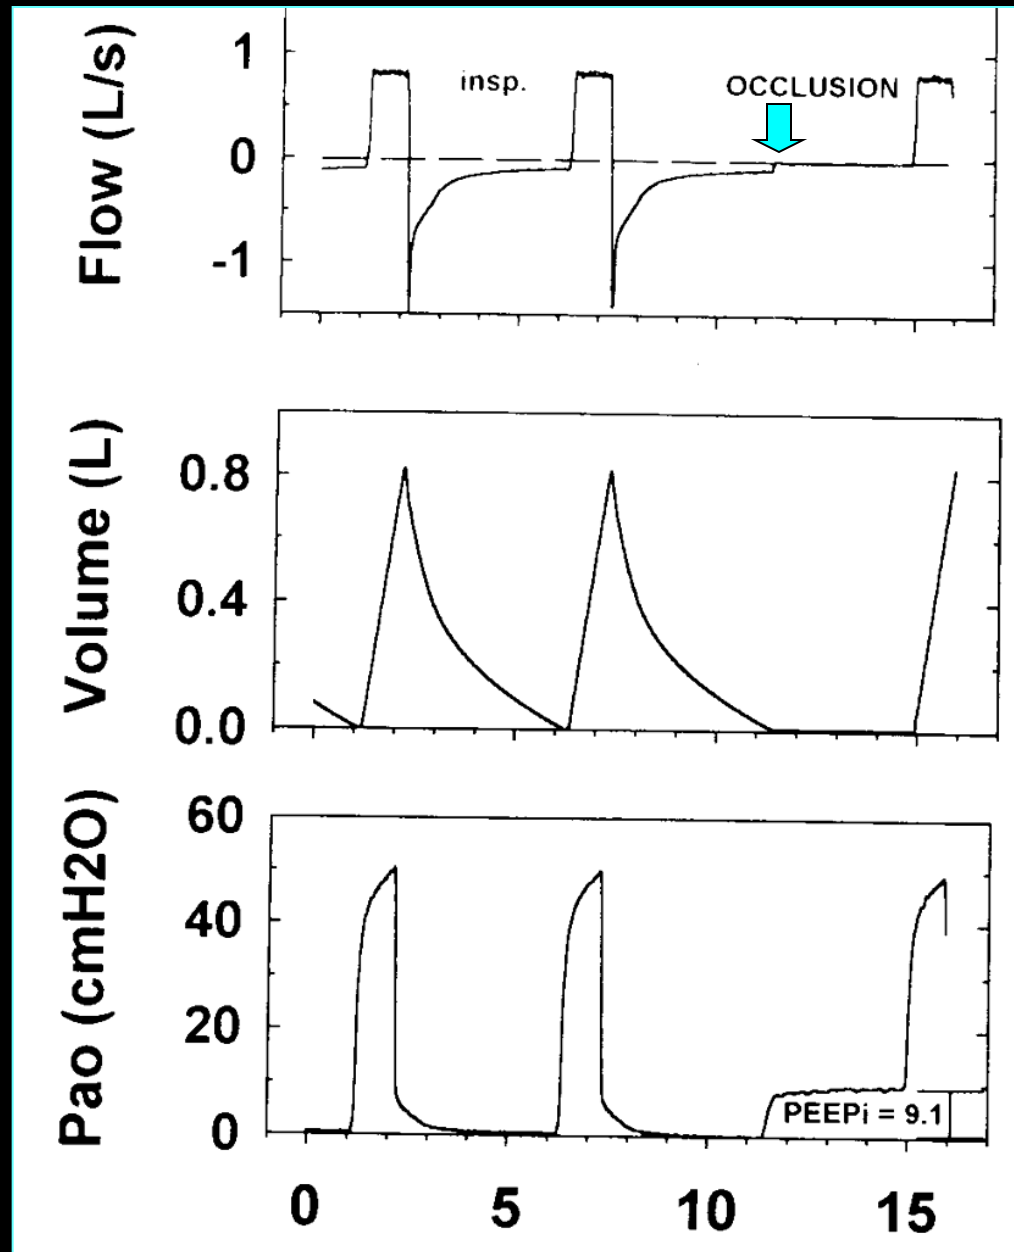 Flow (L/s)
1
0
-1
insp.
OCCLUSION
Volume (L)
0.8
0.4
0.0
Pao (cmH2O)
60
40
20
0
PEEPi = 9.1
0 5 10 15